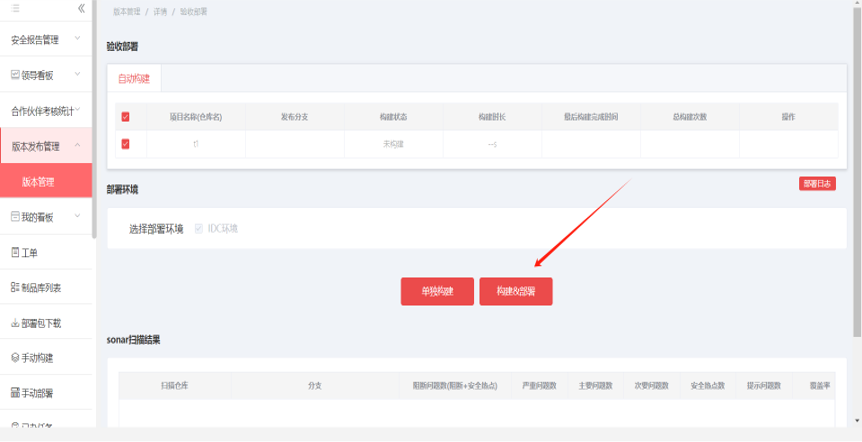 版本管理 / 详情 / 验收部署
安全报告管理
领导看板
合作伙伴考核统计
版本发布管理
版本管理
我的看板
工单
制品库列表
部署包下载
手动构建
手动部署
已办任务
验收部署
自动构建
项目名称(仓库名) 发布分支 构建状态 构建时长 最后构建完成时间 总构建次数 操作
t1 未构建 --s
部署环境 部署日志
选择部署环境 IDC环境
单独构建 构建&部署
sonar扫描结果
扫描仓库 分支 阻断问题数(阻断+安全热点) 严重问题数 主要问题数 次要问题数 安全热点数 提示问题数 覆盖率